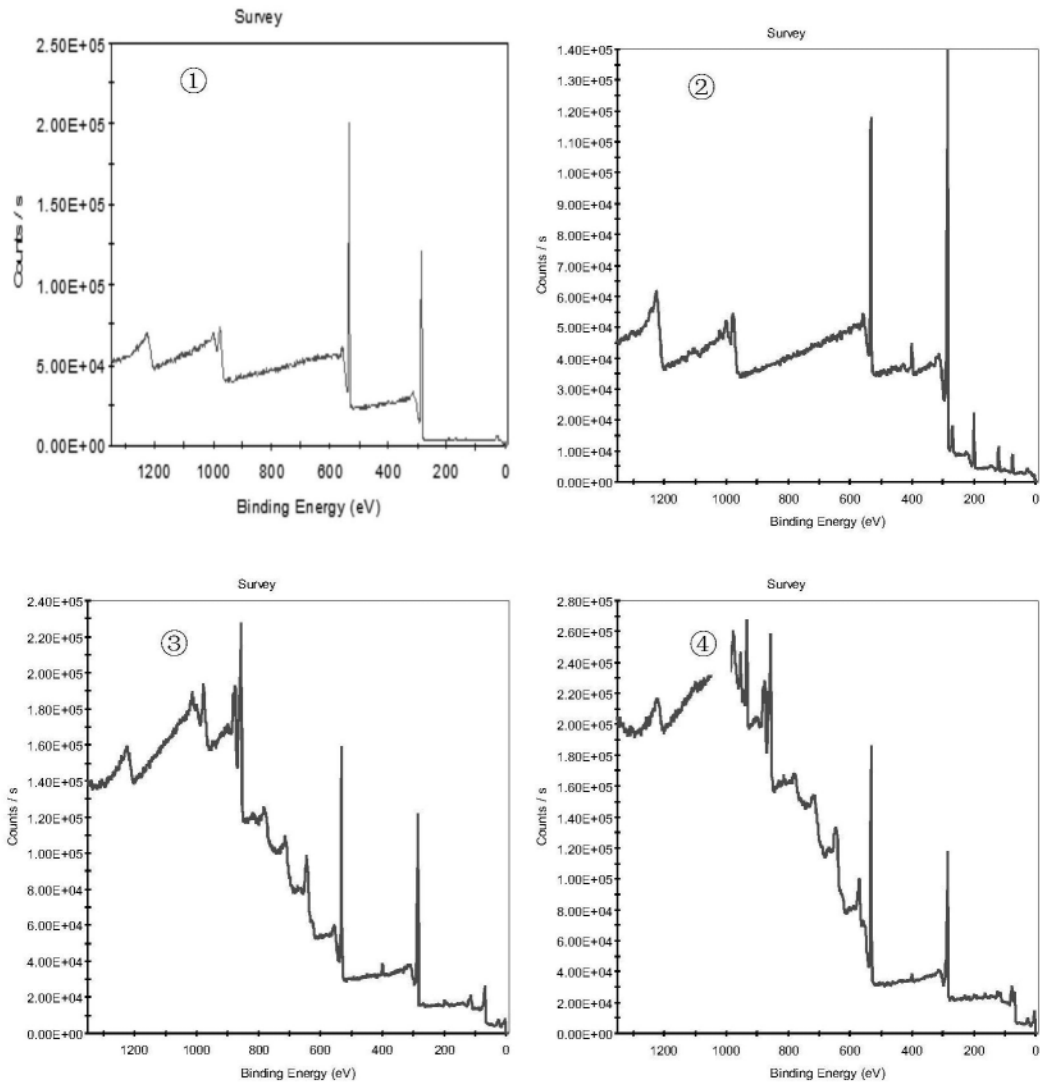 Survey
①
2.50E+05
2.00E+05
1.50E+05
1.00E+05
5.00E+04
0.00E+00
Counts / s
1200 1000 800 600 400 200 0
Binding Energy (eV)
Survey
②
1.40E+05
1.30E+05
1.20E+05
1.10E+05
1.00E+05
9.00E+04
8.00E+04
7.00E+04
6.00E+04
5.00E+04
4.00E+04
3.00E+04
2.00E+04
1.00E+04
0.00E+00
Counts / s
1200 1000 800 600 400 200 0
Binding Energy (eV)
Survey
③
2.40E+05
2.20E+05
2.00E+05
1.80E+05
1.60E+05
1.40E+05
1.20E+05
1.00E+05
8.00E+04
6.00E+04
4.00E+04
2.00E+04
0.00E+00
Counts / s
1200 1000 800 600 400 200 0
Binding Energy (eV)
Survey
④
2.80E+05
2.60E+05
2.40E+05
2.20E+05
2.00E+05
1.80E+05
1.60E+05
1.40E+05
1.20E+05
1.00E+05
8.00E+04
6.00E+04
4.00E+04
2.00E+04
0.00E+00
Counts / s
1200 1000 800 600 400 200 0
Binding Energy (eV)